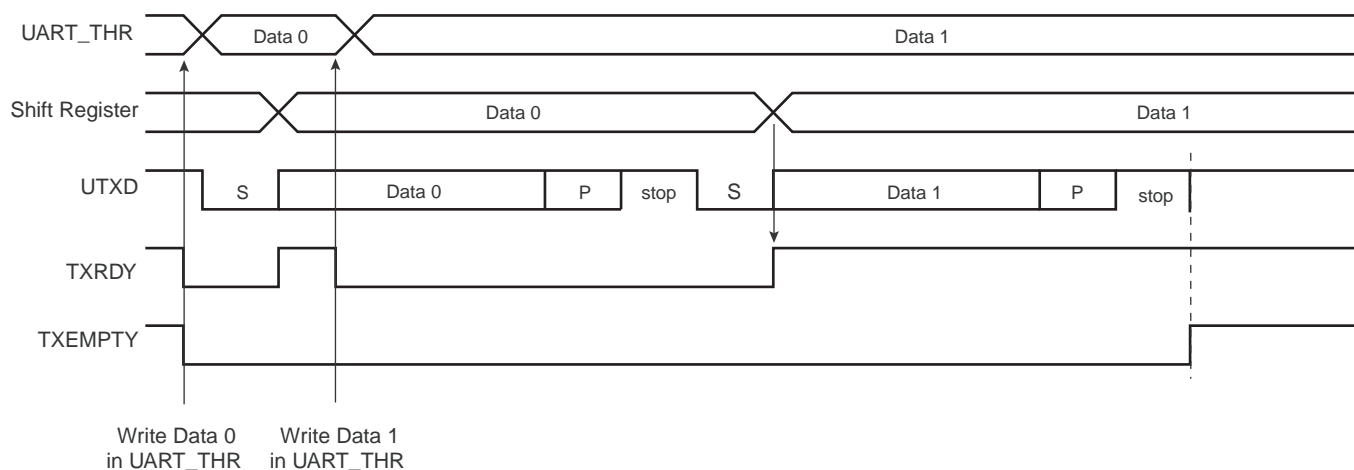 UART_THR Data 0 Data 1
Shift Register Data 0 Data 1
UTXD S Data 0 P stop S Data 1 P stop
TXRDY
TXEMPTY
Write Data 0 Write Data 1
in UART_THR in UART_THR